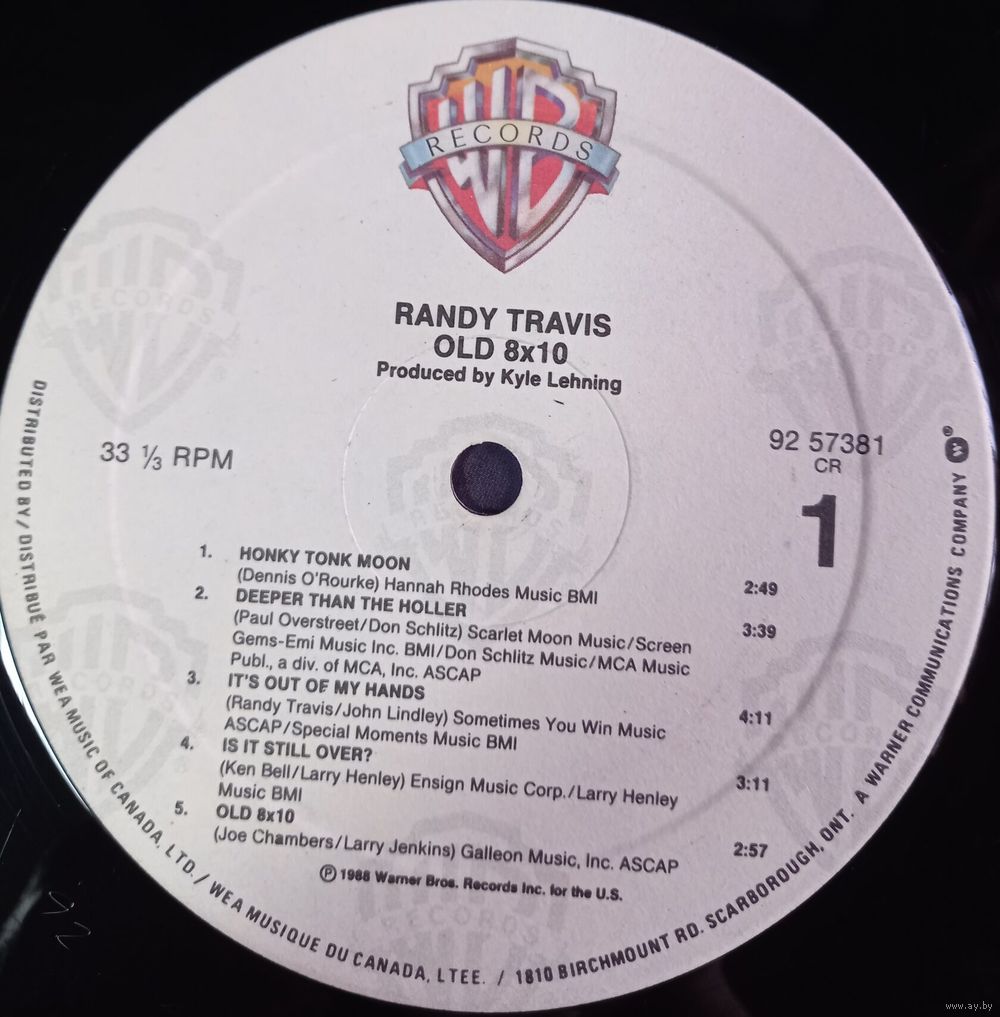 WB
RECORDS
RANDY TRAVIS
OLD 8x10
Produced by Kyle Lehning
33 ⅓ RPM
92 57381
CR
1
1. HONKY TONK MOON
(Dennis O'Rourke) Hannah Rhodes Music BMI 2:49
2. DEEPER THAN THE HOLLER
(Paul Overstreet/Don Schlitz) Scarlet Moon Music/Screen 3:39
Gems-Emi Music Inc. BMI/Don Schlitz Music/MCA Music
Publ., a div. of MCA, Inc. ASCAP
3. IT'S OUT OF MY HANDS
(Randy Travis/John Lindley) Sometimes You Win Music 4:11
ASCAP/Special Moments Music BMI
4. IS IT STILL OVER?
(Ken Bell/Larry Henley) Ensign Music Corp./Larry Henley 3:11
Music BMI
5. OLD 8x10
(Joe Chambers/Larry Jenkins) Galleon Music, Inc. ASCAP 2:57
℗ 1988 Warner Bros. Records Inc. for the U.S.
DISTRIBUTED BY/DISTRIBUÉ PAR WEA MUSIC OF CANADA, LTD./WEA MUSIQUE DU CANADA, LTEE. / 1810 BIRCHMOUNT RD. SCARBOROUGH, ONT. A WARNER COMMUNICATIONS COMPANY W®
www.ay.by